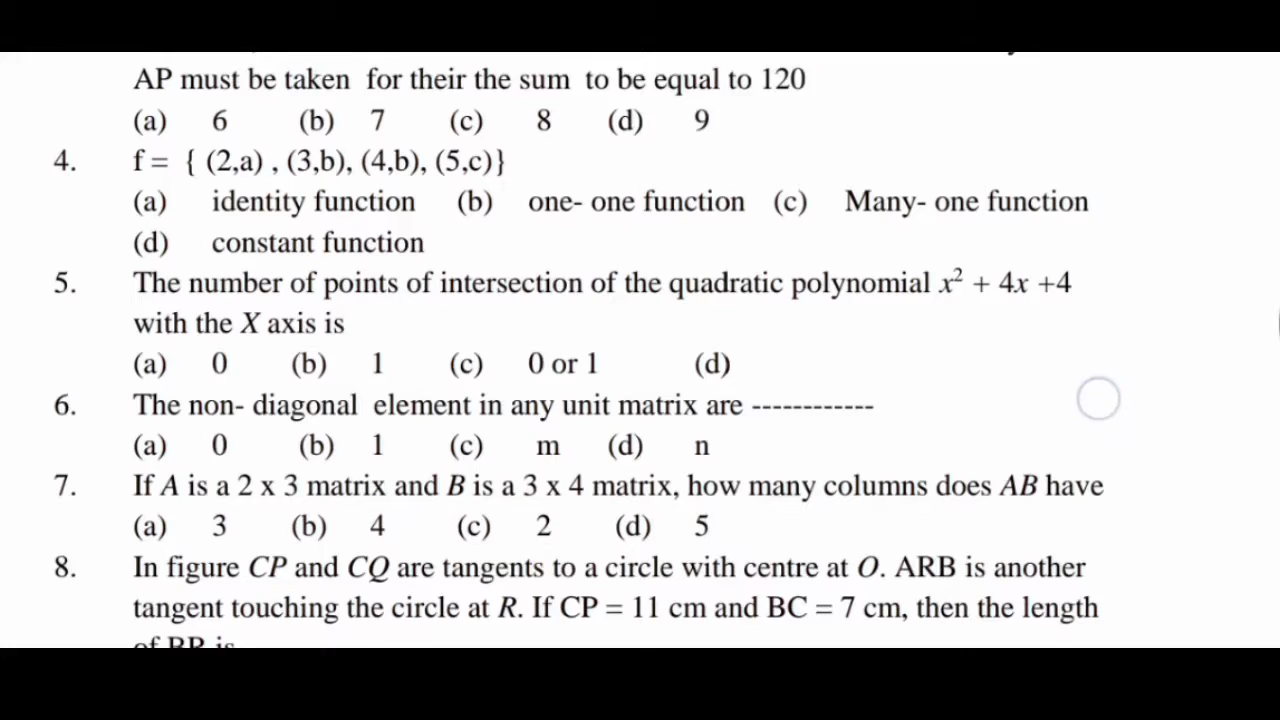 AP must be taken for their the sum to be equal to 120
(a) 6 (b) 7 (c) 8 (d) 9
4. f = { (2,a) , (3,b), (4,b), (5,c)}
(a) identity function (b) one- one function (c) Many- one function
(d) constant function
5. The number of points of intersection of the quadratic polynomial x² + 4x +4
with the X axis is
(a) 0 (b) 1 (c) 0 or 1 (d)
6. The non- diagonal element in any unit matrix are ------------
(a) 0 (b) 1 (c) m (d) n
7. If A is a 2 x 3 matrix and B is a 3 x 4 matrix, how many columns does AB have
(a) 3 (b) 4 (c) 2 (d) 5
8. In figure CP and CQ are tangents to a circle with centre at O. ARB is another
tangent touching the circle at R. If CP = 11 cm and BC = 7 cm, then the length
of BR is